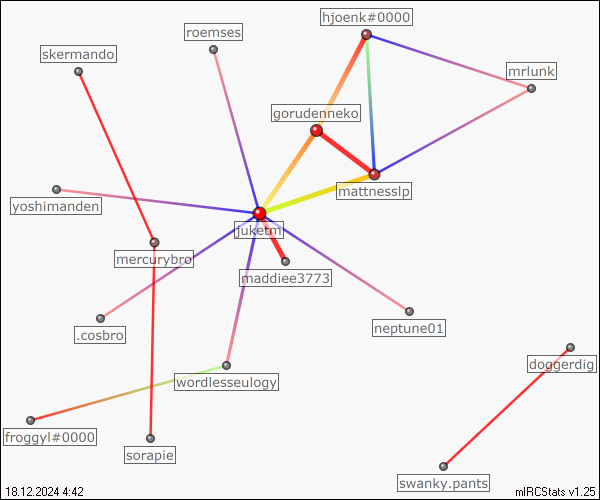 hjoenk#0000
roemses
skermando
mrlunk
gorudenneko
mattnesslp
yoshimanden
juketm
mercurybro
maddiee3773
.cosbro
neptune01
doggerdig
wordlesseulogy
froggyl#0000
sorapie
swanky.pants
18.12.2024 4:42
mIRCStats v1.25